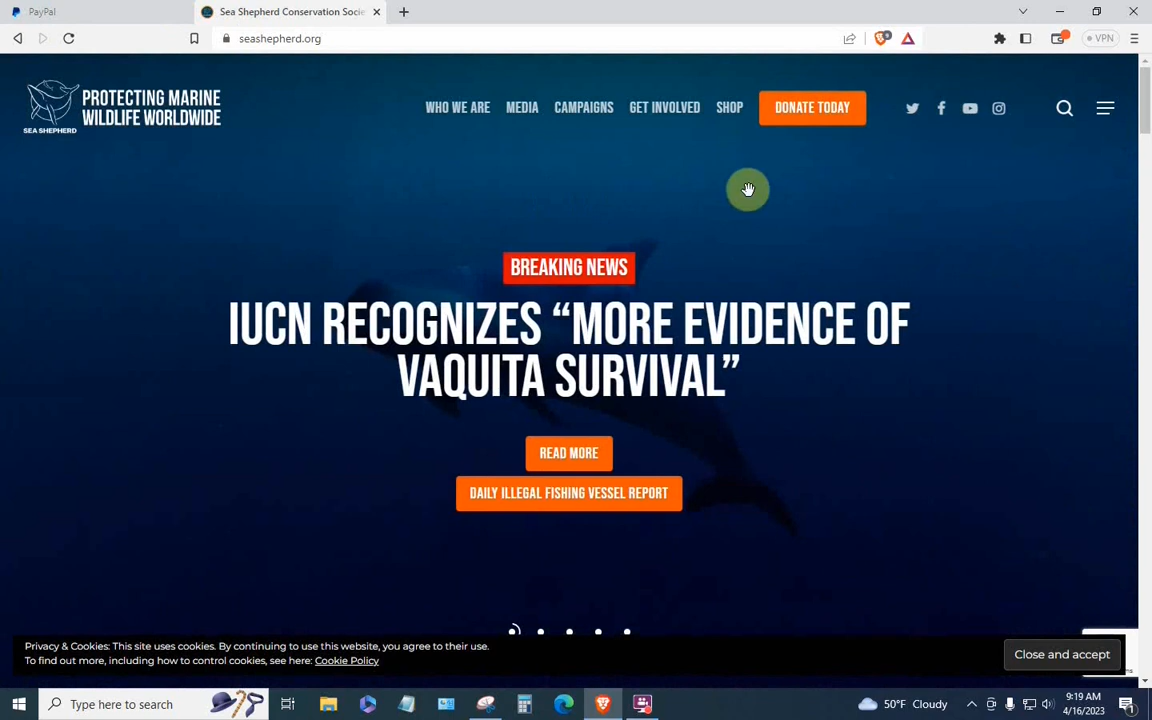 PayPal
Sea Shepherd Conservation Socie
seashepherd.org
9
VPN
PROTECTING MARINE
WILDLIFE WORLDWIDE
SEA SHEPHERD
WHO WE ARE
MEDIA
CAMPAIGNS
GET INVOLVED
SHOP
DONATE TODAY
BREAKING NEWS
IUCN RECOGNIZES “MORE EVIDENCE OF
VAQUITA SURVIVAL”
READ MORE
DAILY ILLEGAL FISHING VESSEL REPORT
Privacy & Cookies: This site uses cookies. By continuing to use this website, you agree to their use.
To find out more, including how to control cookies, see here: Cookie Policy
Close and accept
Type here to search
50°F Cloudy
9:19 AM
4/16/2023
1